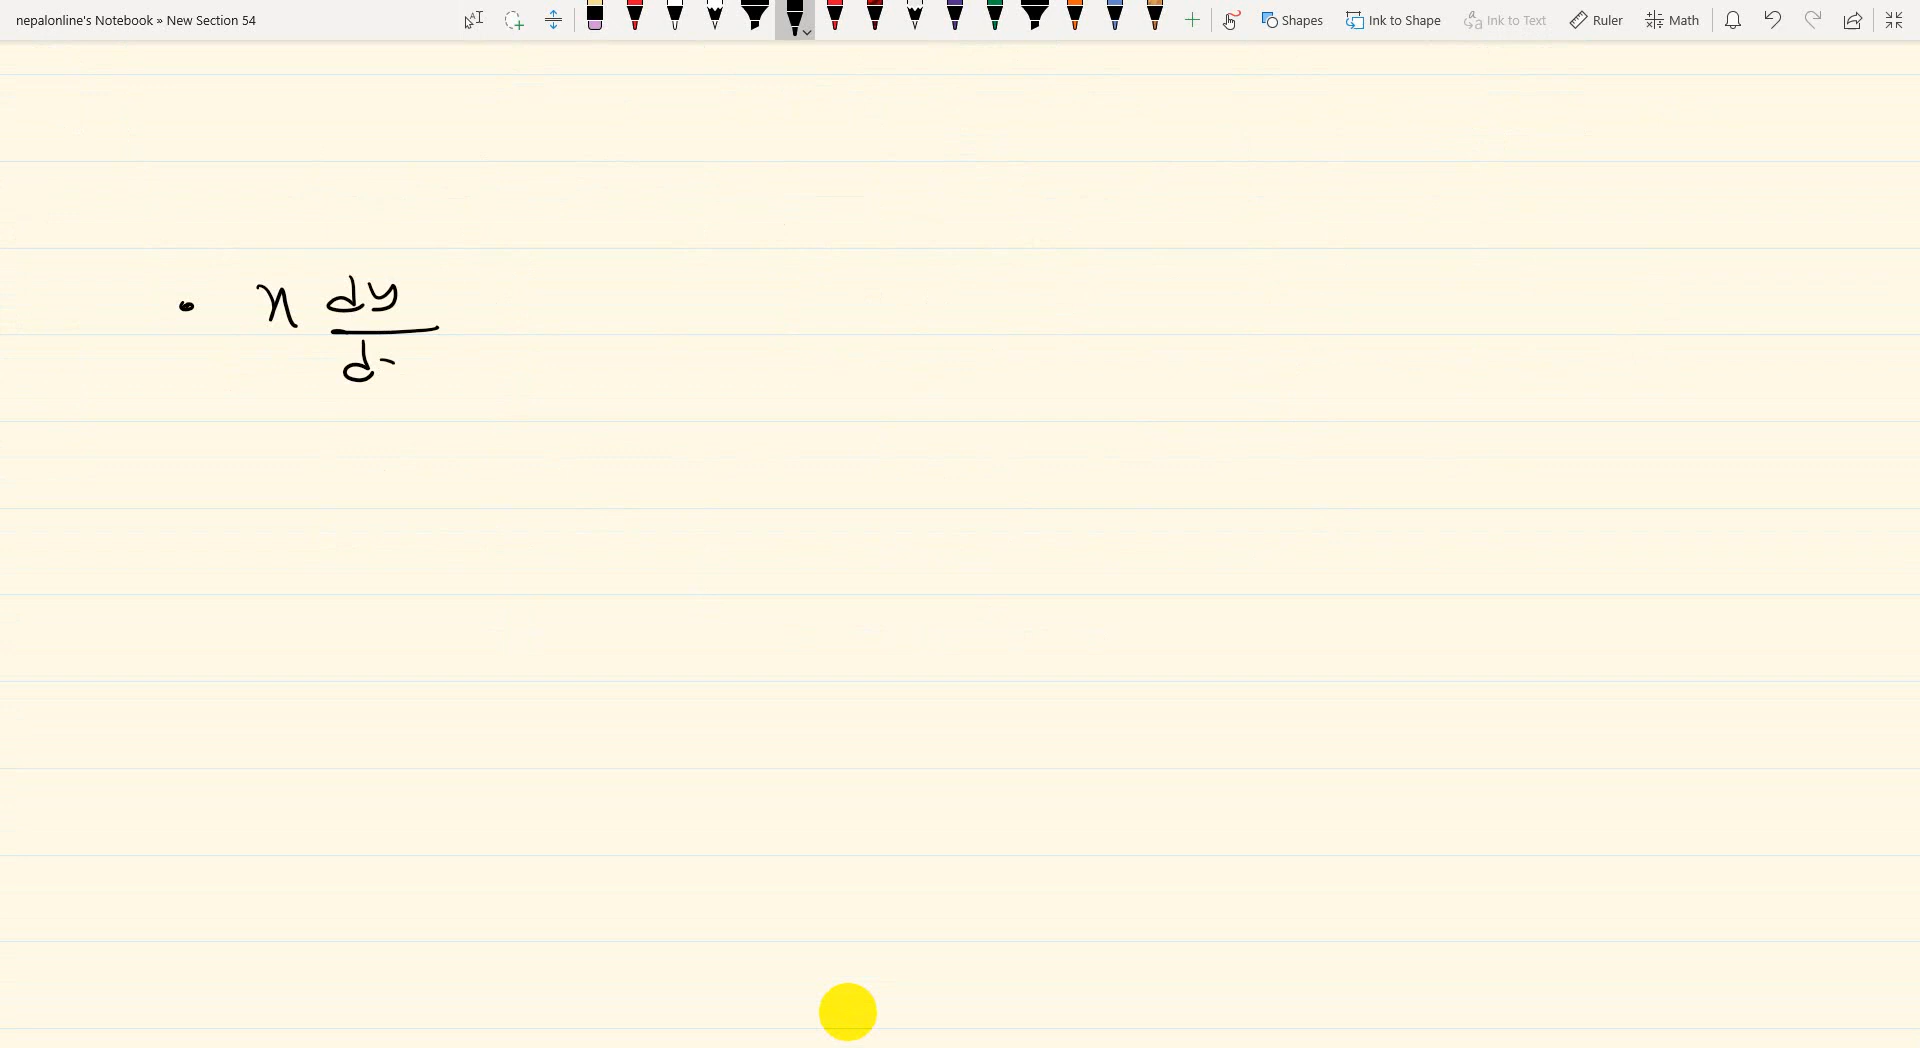 nepalonline's Notebook » New Section 54 Shapes Ink to Shape Ink to Text Ruler Math
• x dy
d